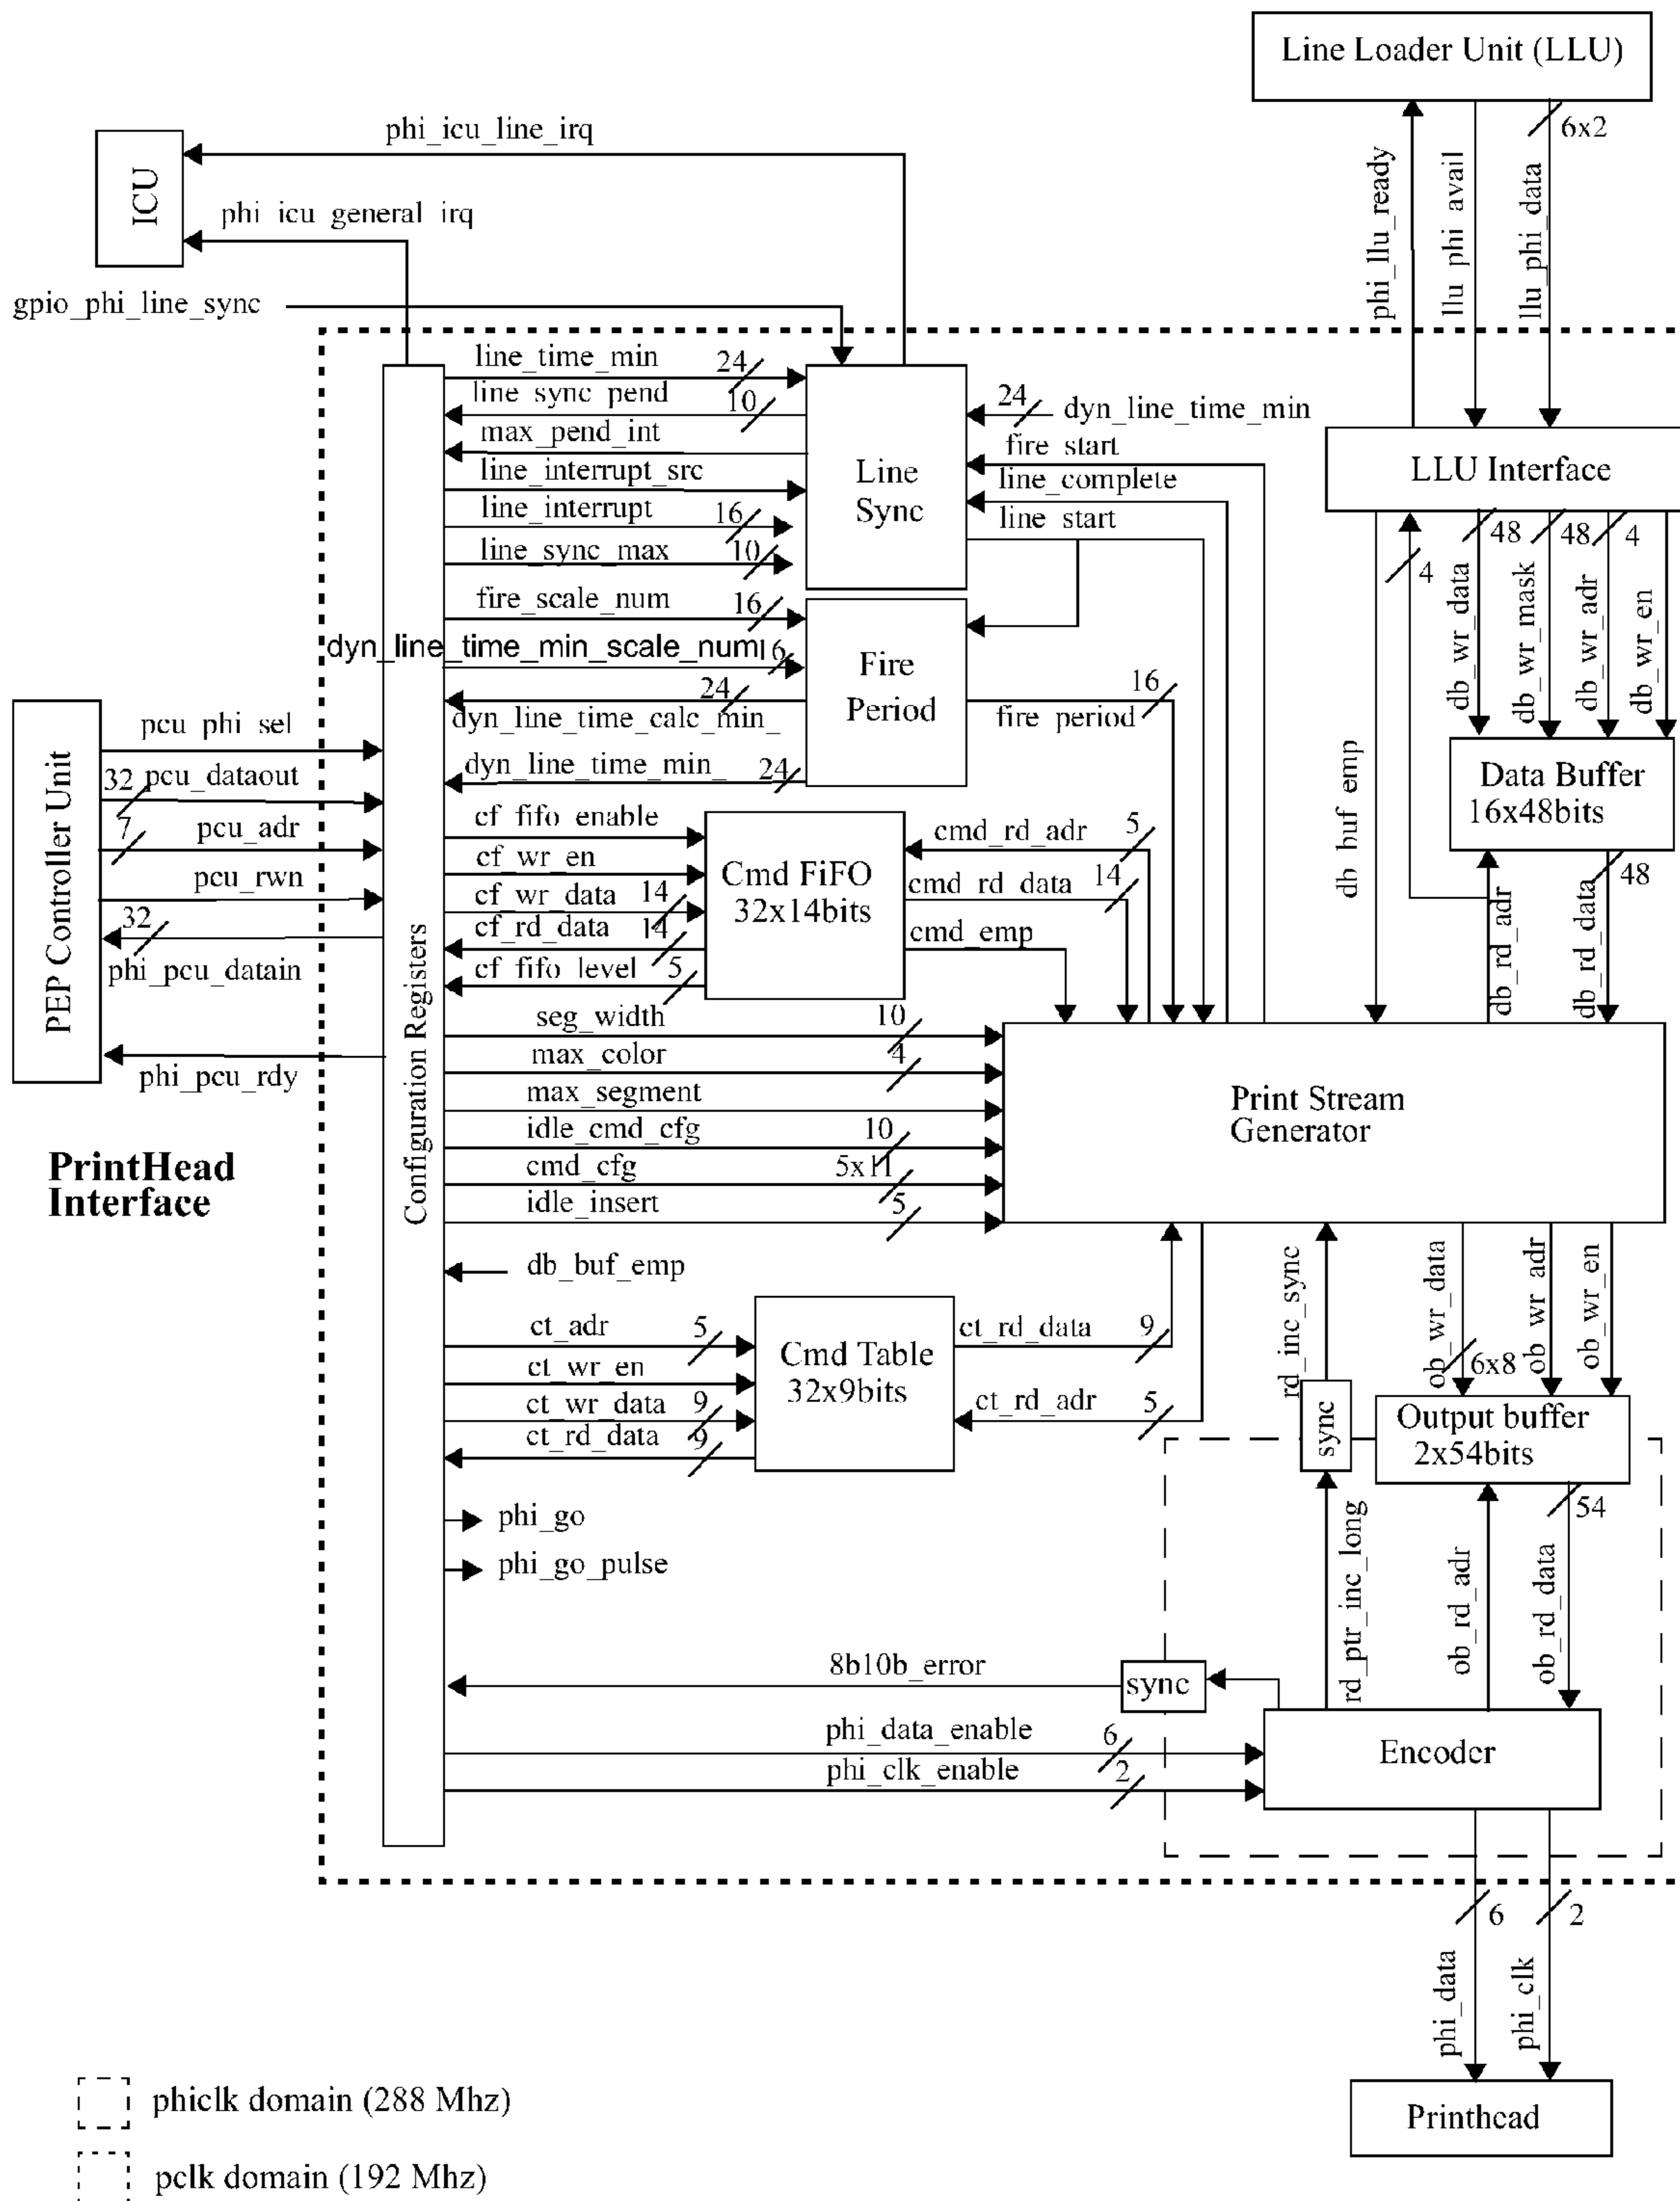 Line Loader Unit (LLU)
6x2
phi_llu_ready
llu_phi_avail
llu_phi_data
phi_icu_line_irq
ICU
phi_icu_general_irq
gpio_phi_line_sync
line_time_min
24
line_sync_pend
10
max_pend_int
line_interrupt_src
line_interrupt
16
line_sync_max
10
Line
Sync
24
dyn_line_time_min
fire_start
line_complete
line_start
LLU Interface
4
48
48
4
db_wr_data
db_wr_mask
db_wr_adr
db_wr_en
fire_scale_num
16
dyn_line_time_min_scale_num
16
24
dyn_line_time_calc_min_
dyn_line_time_min_
24
Fire
Period
16
fire_period
Data Buffer
16x48bits
48
db_buf_emp
db_rd_adr
db_rd_data
PEP Controller Unit
pcu_phi_sel
32
pcu_dataout
7
pcu_adr
pcu_rwn
32
phi_pcu_datain
phi_pcu_rdy
PrintHead
Interface
Configuration Registers
cf_fifo_enable
cf_wr_en
cf_wr_data
14
cf_rd_data
14
cf_fifo_level
5
Cmd FiFO
32x14bits
cmd_rd_adr
5
cmd_rd_data
14
cmd_emp
seg_width
10
max_color
4
max_segment
idle_cmd_cfg
10
cmd_cfg
5x11
idle_insert
5
Print Stream
Generator
db_buf_emp
ct_adr
5
ct_wr_en
ct_wr_data
9
ct_rd_data
9
Cmd Table
32x9bits
ct_rd_data
9
ct_rd_adr
5
rd_inc_sync
ob_wr_data
6x8
ob_wr_adr
ob_wr_en
sync
Output buffer
2x54bits
54
phi_go
phi_go_pulse
rd_ptr_inc_long
ob_rd_adr
ob_rd_data
8b10b_error
sync
phi_data_enable
6
phi_clk_enable
2
Encoder
6
2
phi_data
phi_clk
Printhead
phiclk domain (288 Mhz)
pclk domain (192 Mhz)